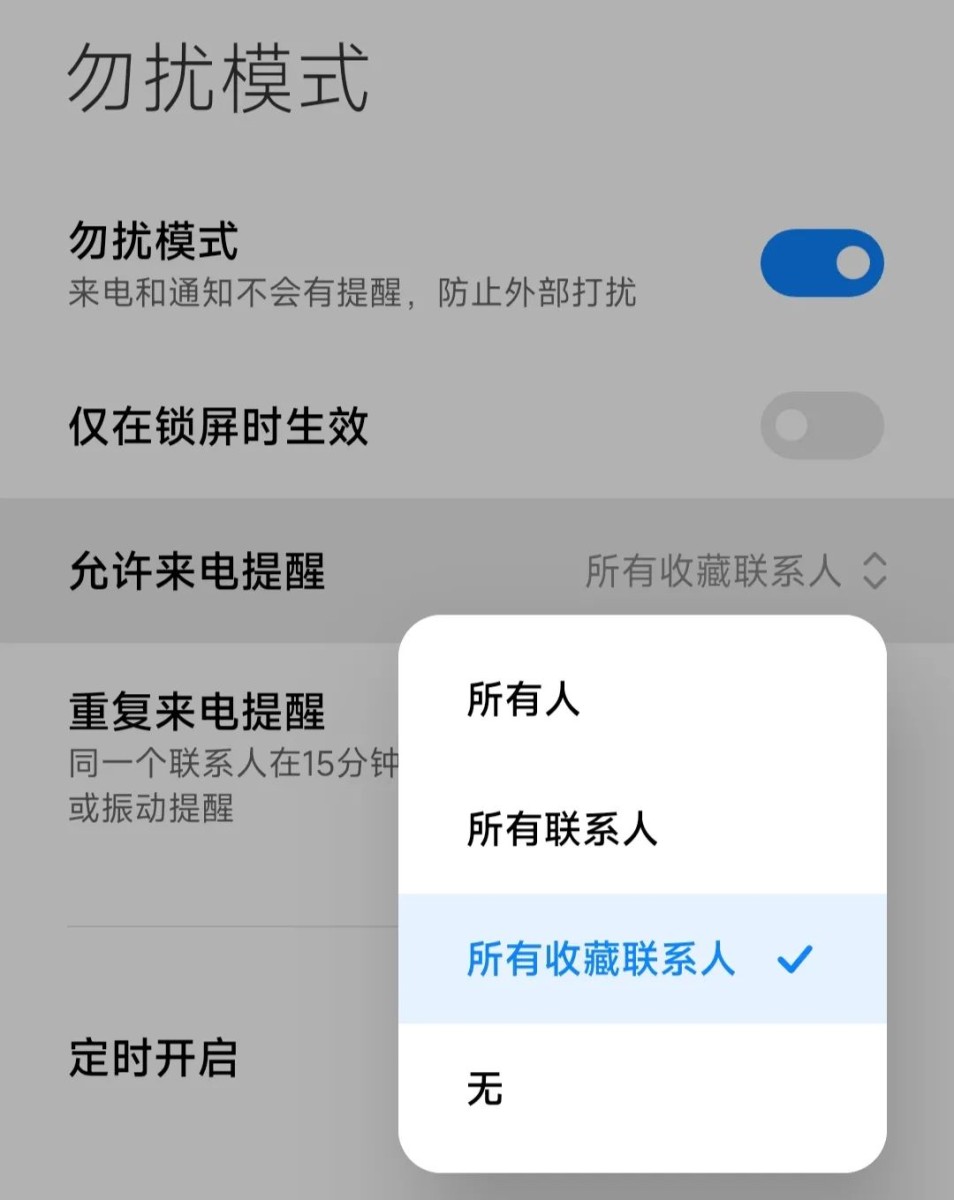 勿扰模式
勿扰模式
来电和通知不会有提醒，防止外部打扰
仅在锁屏时生效
允许来电提醒 所有收藏联系人
重复来电提醒
同一个联系人在15分钟
或振动提醒
定时开启
所有人
所有联系人
所有收藏联系人
无